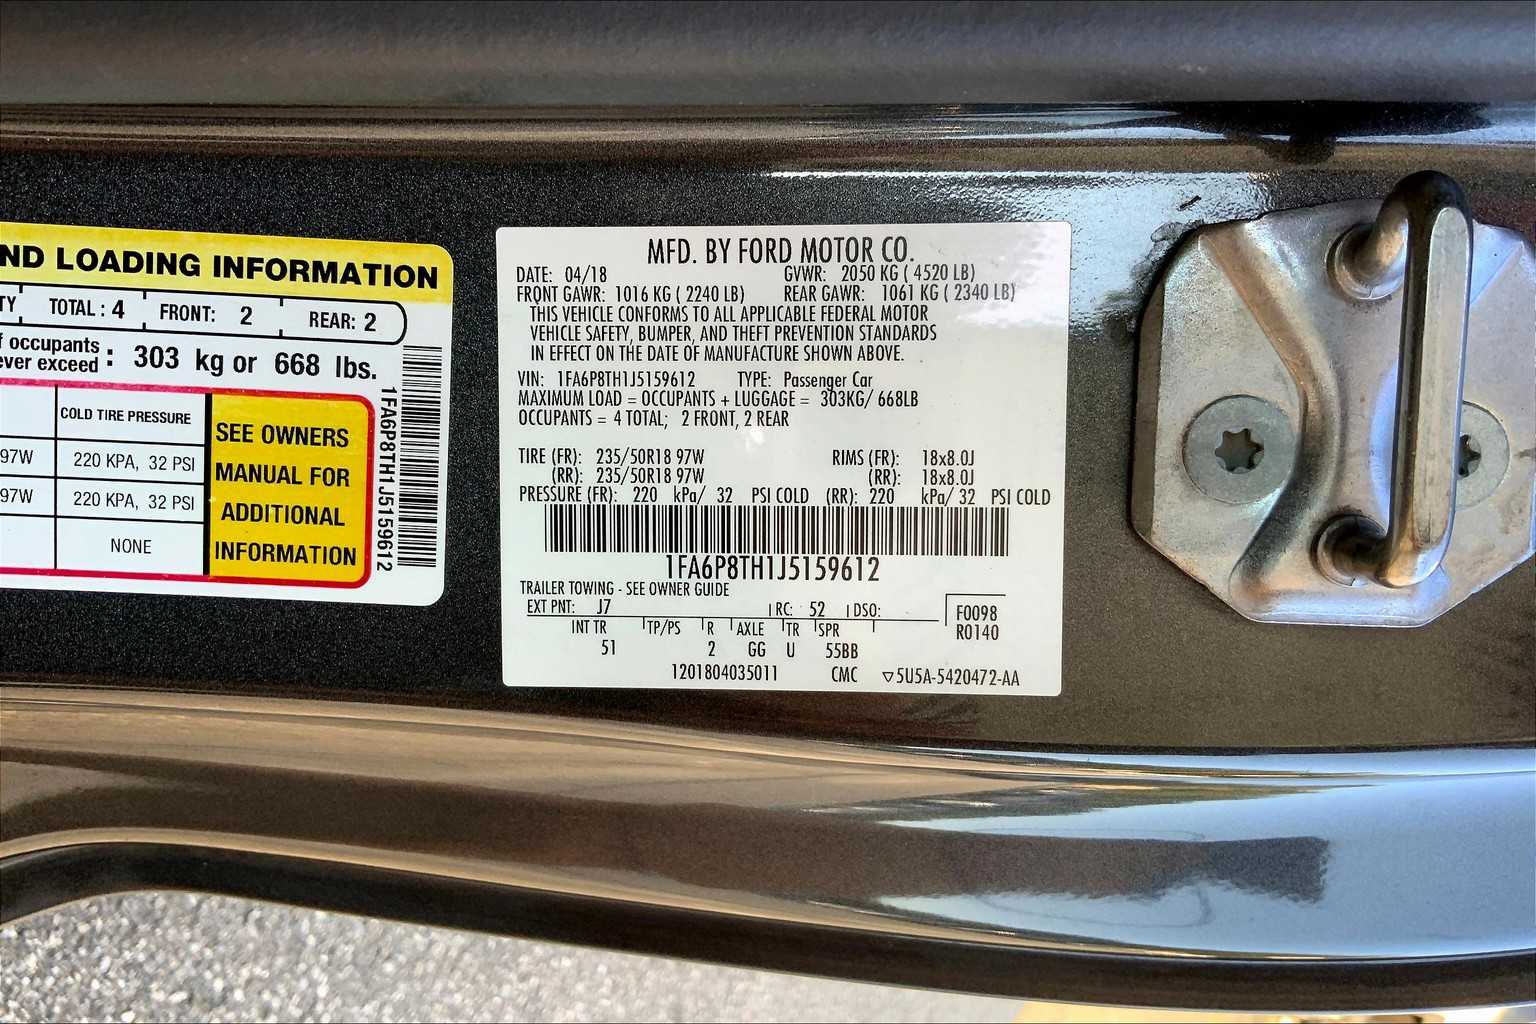 ND LOADING INFORMATION
TY TOTAL : 4 FRONT: 2 REAR: 2
f occupants
ever exceed : 303 kg or 668 lbs.
COLD TIRE PRESSURE
97W 220 KPA, 32 PSI
97W 220 KPA, 32 PSI
NONE
SEE OWNERS
MANUAL FOR
ADDITIONAL
INFORMATION
1FA6P8TH1J5159612
MFD. BY FORD MOTOR CO.
DATE: 04/18 GVWR: 2050 KG ( 4520 LB)
FRONT GAWR: 1016 KG ( 2240 LB) REAR GAWR: 1061 KG ( 2340 LB)
THIS VEHICLE CONFORMS TO ALL APPLICABLE FEDERAL MOTOR
VEHICLE SAFETY, BUMPER, AND THEFT PREVENTION STANDARDS
IN EFFECT ON THE DATE OF MANUFACTURE SHOWN ABOVE.
VIN: 1FA6P8TH1J5159612 TYPE: Passenger Car
MAXIMUM LOAD = OCCUPANTS + LUGGAGE = 303KG/ 668LB
OCCUPANTS = 4 TOTAL; 2 FRONT, 2 REAR
TIRE (FR): 235/50R18 97W RIMS (FR): 18x8.0J
(RR): 235/50R18 97W (RR): 18x8.0J
PRESSURE (FR): 220 kPa/ 32 PSI COLD (RR): 220 kPa/ 32 PSI COLD
1FA6P8TH1J5159612
TRAILER TOWING - SEE OWNER GUIDE
EXT PNT: J7 RC: 52 DSO: F0098
R0140
INT TR TP/PS R AXLE TR SPR
51 2 GG U 55BB
1201804035011 CMC ▽5U5A-5420472-AA